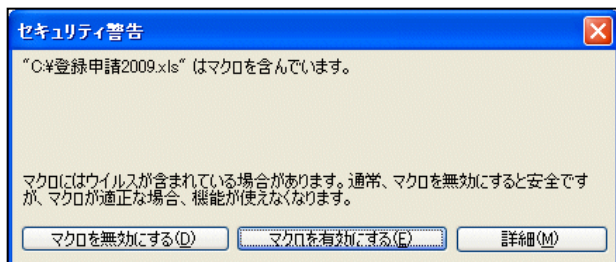 セキュリティ警告
"C:¥登録申請2009.xls" はマクロを含んでいます。
マクロにはウイルスが含まれている場合があります。通常、マクロを無効にすると安全です
が、マクロが適正な場合、機能が使えなくなります。
マクロを無効にする(D) マクロを有効にする(E) 詳細(M)